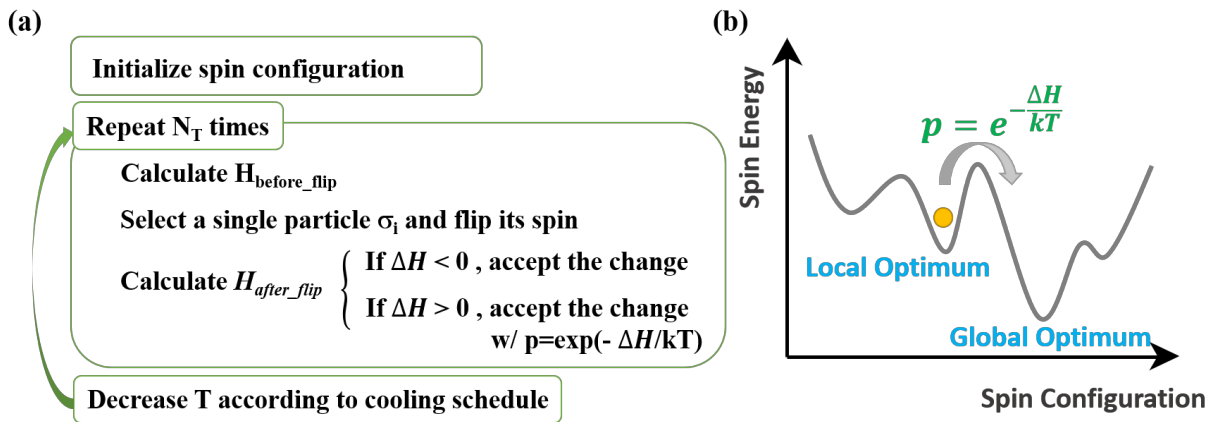 (a)
Initialize spin configuration
Repeat N_T times
Calculate H_before_flip
Select a single particle σ_i and flip its spin
Calculate H_after_flip { If ΔH < 0 , accept the change
If ΔH > 0 , accept the change
w/ p=exp(- ΔH/kT)
Decrease T according to cooling schedule
(b)
Spin Energy
p = e^{-ΔH/kT}
Local Optimum
Global Optimum
Spin Configuration